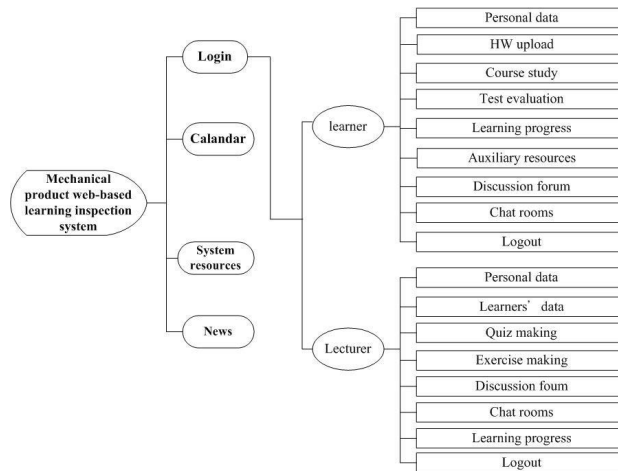 Mechanical
product web-based
learning inspection
system
Login
Calandar
System
resources
News
learner
Lecturer
Personal data
HW upload
Course study
Test evaluation
Learning progress
Auxiliary resources
Discussion forum
Chat rooms
Logout
Personal data
Learners' data
Quiz making
Exercise making
Discussion foum
Chat rooms
Learning progress
Logout